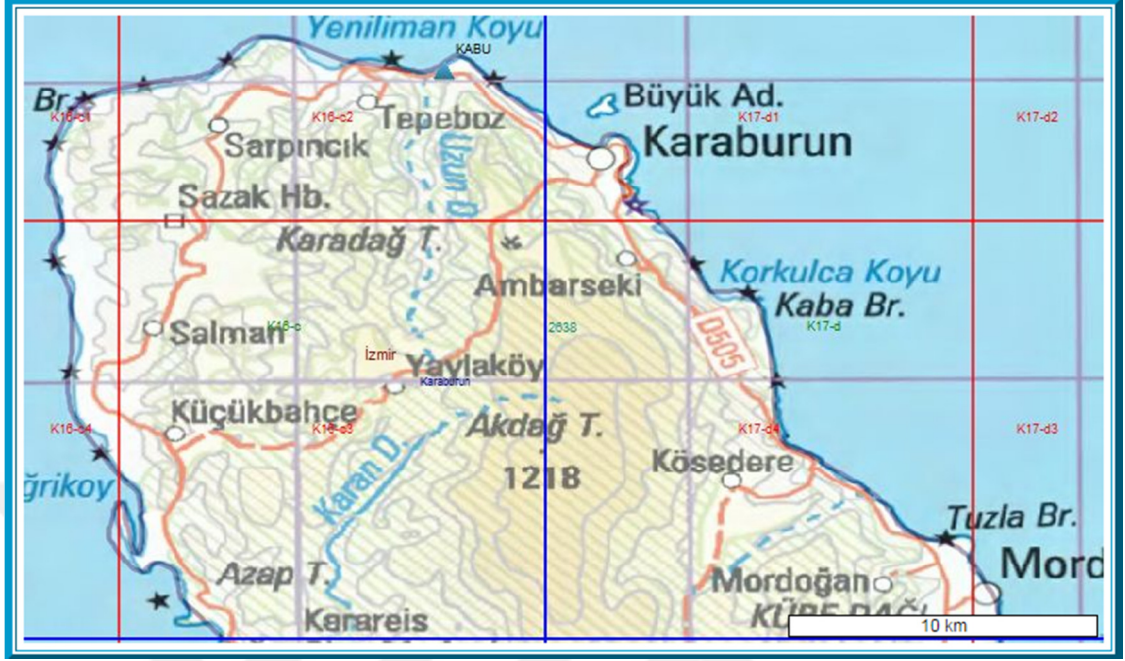 Yeniliman Koyu
KABU
Br.
K16-c1
K16-c2
Tepeboz
Büyük Ad.
K17-d1
K17-d2
Sarpıncık
Karaburun
Uzun D.
Sazak Hb.
Karadağ T.
Ambarseki
Korkulca Koyu
Kaba Br.
Salman
K16-c
2638
K17-d
D505
İzmir
Yaylaköy
Karaburun
Küçükbahçe
K16-c4
K16-c3
Akdağ T.
K17-d4
K17-d3
Karan D.
1218
Kösedere
ğrikoy
Tuzla Br.
Mord
Azap T.
Mordoğan
Karareis
10 km